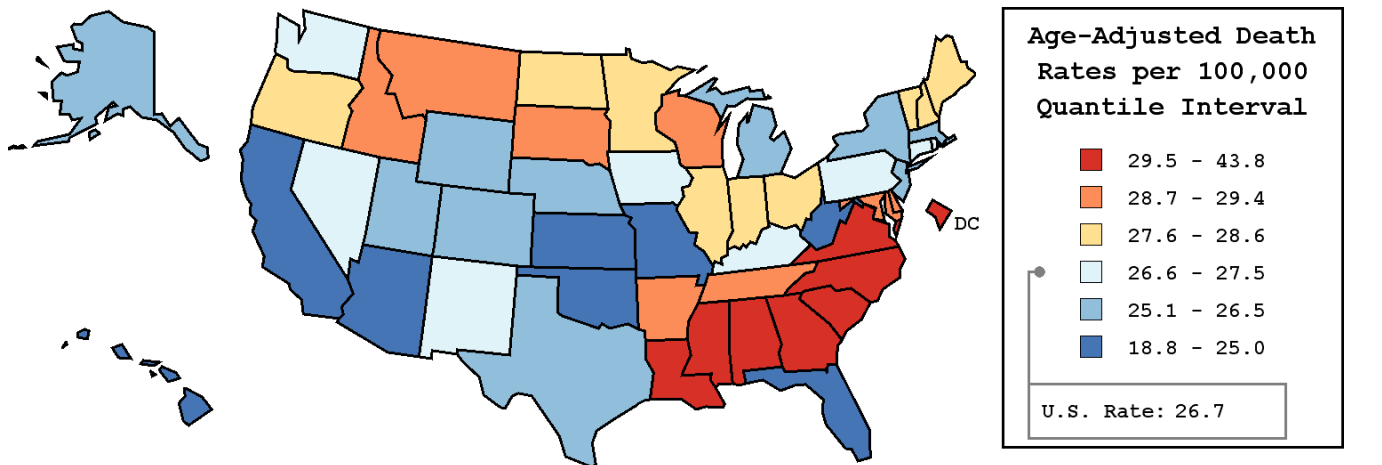 Age-Adjusted Death
Rates per 100,000
Quantile Interval
29.5 - 43.8
28.7 - 29.4
DC
27.6 - 28.6
26.6 - 27.5
25.1 - 26.5
18.8 - 25.0
U.S. Rate: 26.7